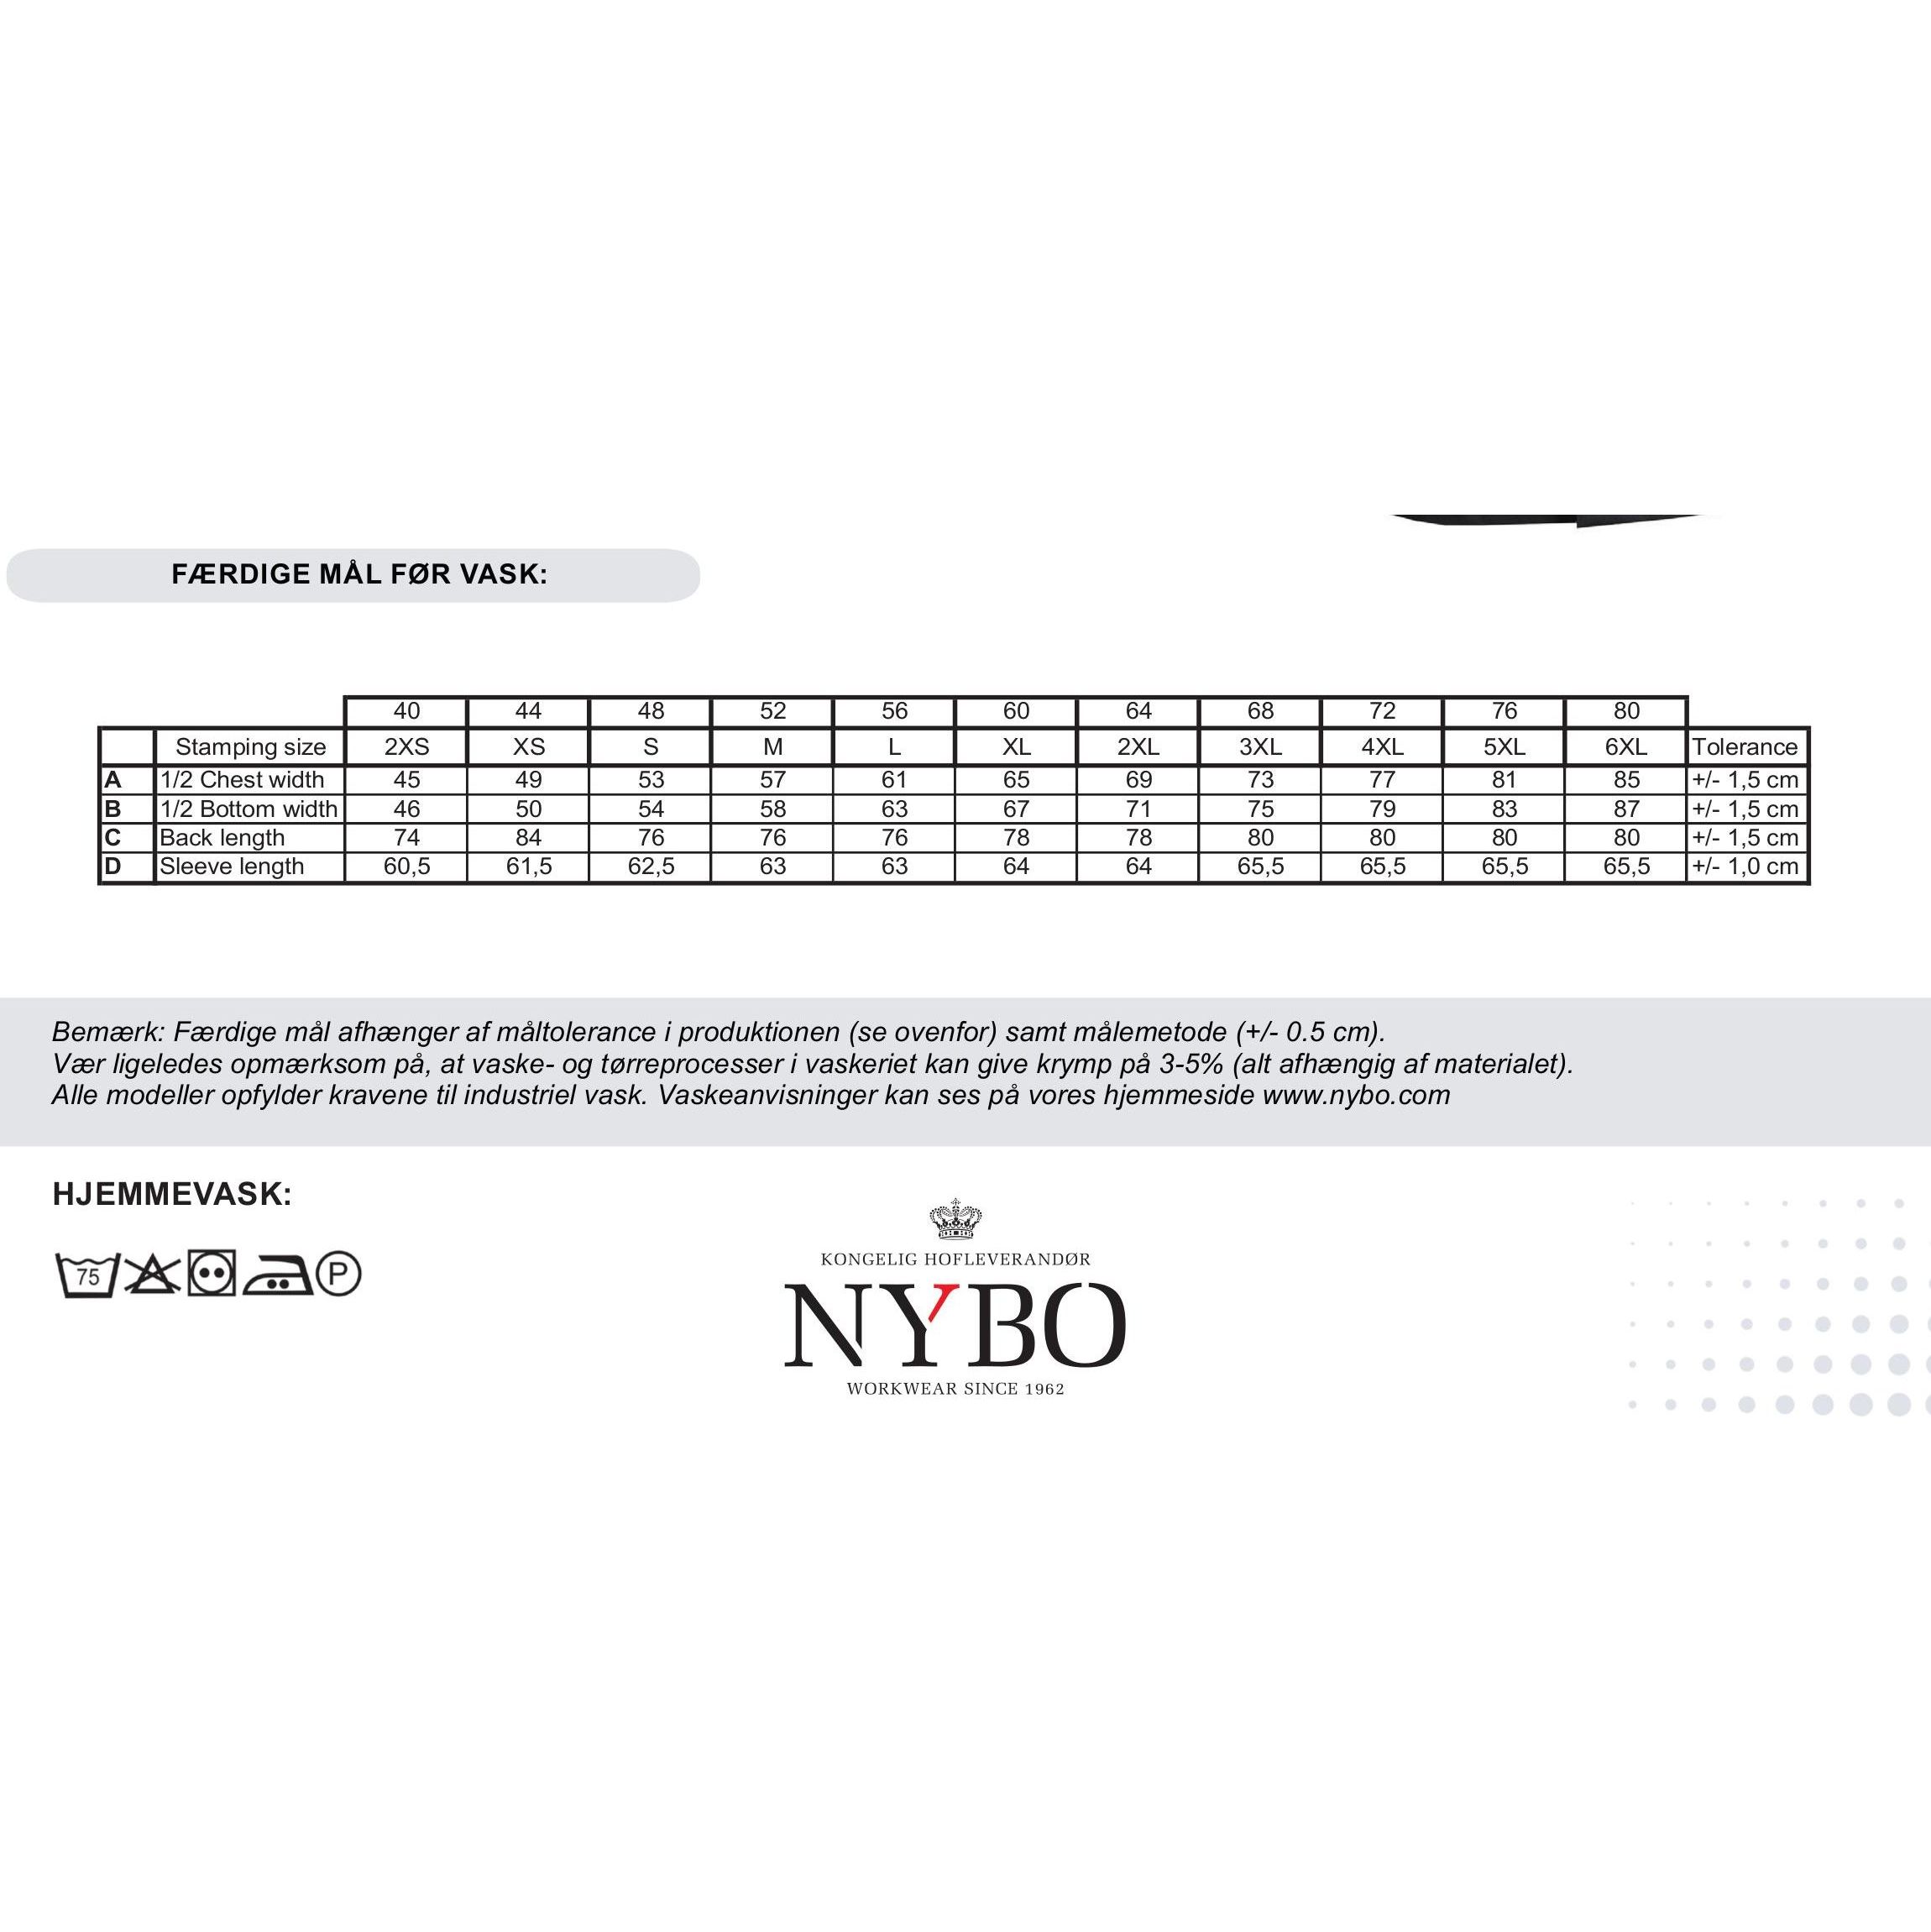 FÆRDIGE MÅL FØR VASK:
40 44 48 52 56 60 64 68 72 76 80
Stamping size 2XS XS S M L XL 2XL 3XL 4XL 5XL 6XL Tolerance
A 1/2 Chest width 45 49 53 57 61 65 69 73 77 81 85 +/- 1,5 cm
B 1/2 Bottom width 46 50 54 58 63 67 71 75 79 83 87 +/- 1,5 cm
C Back length 74 84 76 76 76 78 78 80 80 80 80 +/- 1,5 cm
D Sleeve length 60,5 61,5 62,5 63 63 64 64 65,5 65,5 65,5 65,5 +/- 1,0 cm
Bemærk: Færdige mål afhænger af måltolerance i produktionen (se ovenfor) samt målemetode (+/- 0.5 cm).
Vær ligeledes opmærksom på, at vaske- og tørreprocesser i vaskeriet kan give krymp på 3-5% (alt afhængig af materialet).
Alle modeller opfylder kravene til industriel vask. Vaskeanvisninger kan ses på vores hjemmeside www.nybo.com
HJEMMEVASK:
75 P
KONGELIG HOFLEVERANDØR
NYBO
WORKWEAR SINCE 1962